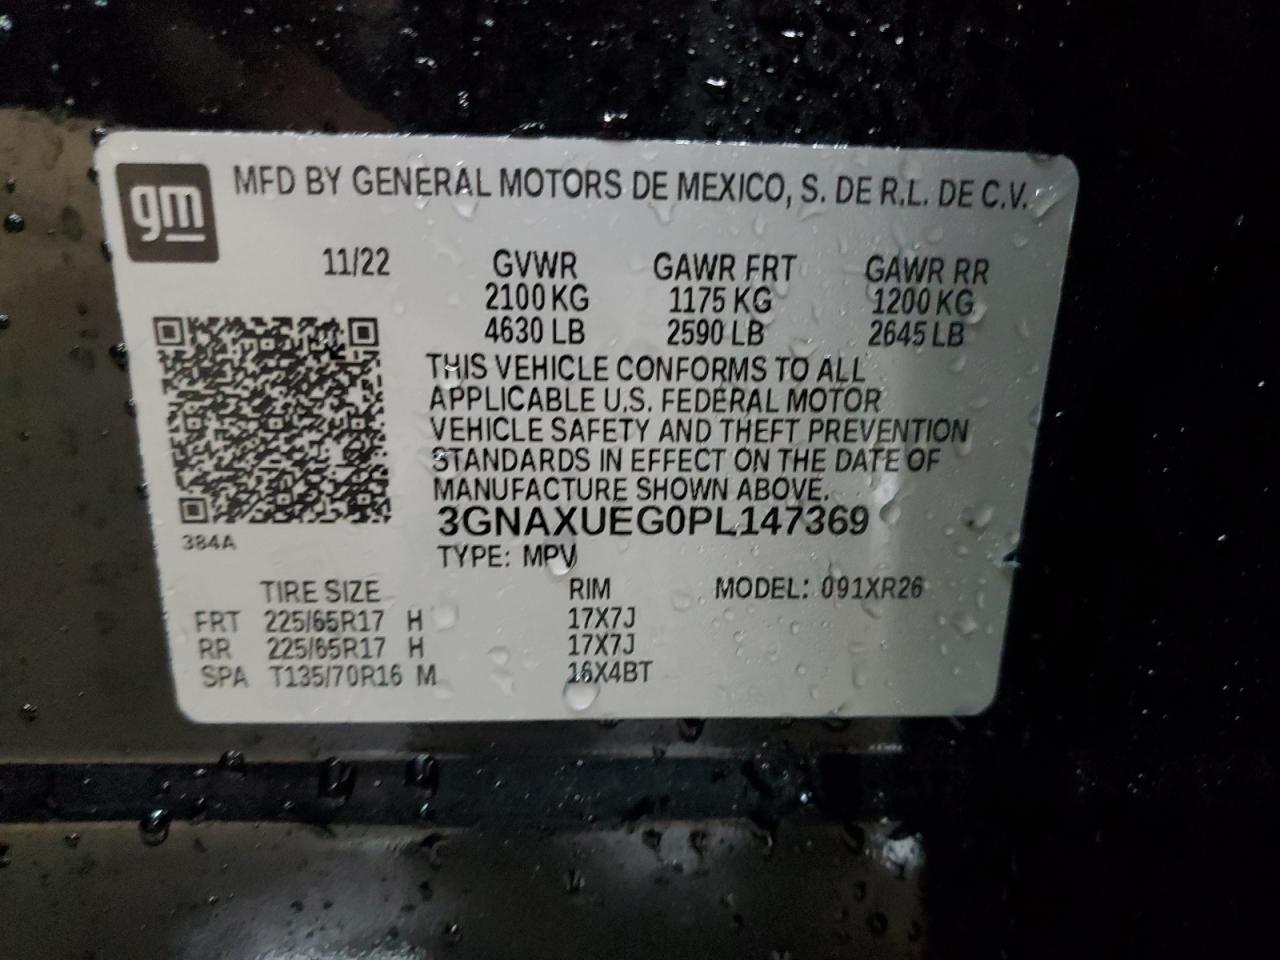 gm
MFD BY GENERAL MOTORS DE MEXICO, S. DE R.L. DE C.V.
11/22 GVWR GAWR FRT GAWR RR
2100 KG 1175 KG 1200 KG
4630 LB 2590 LB 2645 LB
THIS VEHICLE CONFORMS TO ALL
APPLICABLE U.S. FEDERAL MOTOR
VEHICLE SAFETY AND THEFT PREVENTION
STANDARDS IN EFFECT ON THE DATE OF
MANUFACTURE SHOWN ABOVE.
3GNAXUEG0PL147369
384A
TYPE: MPV
TIRE SIZE RIM MODEL: 091XR26
FRT 225/65R17 H 17X7J
RR 225/65R17 H 17X7J
SPA T135/70R16 M 16X4BT